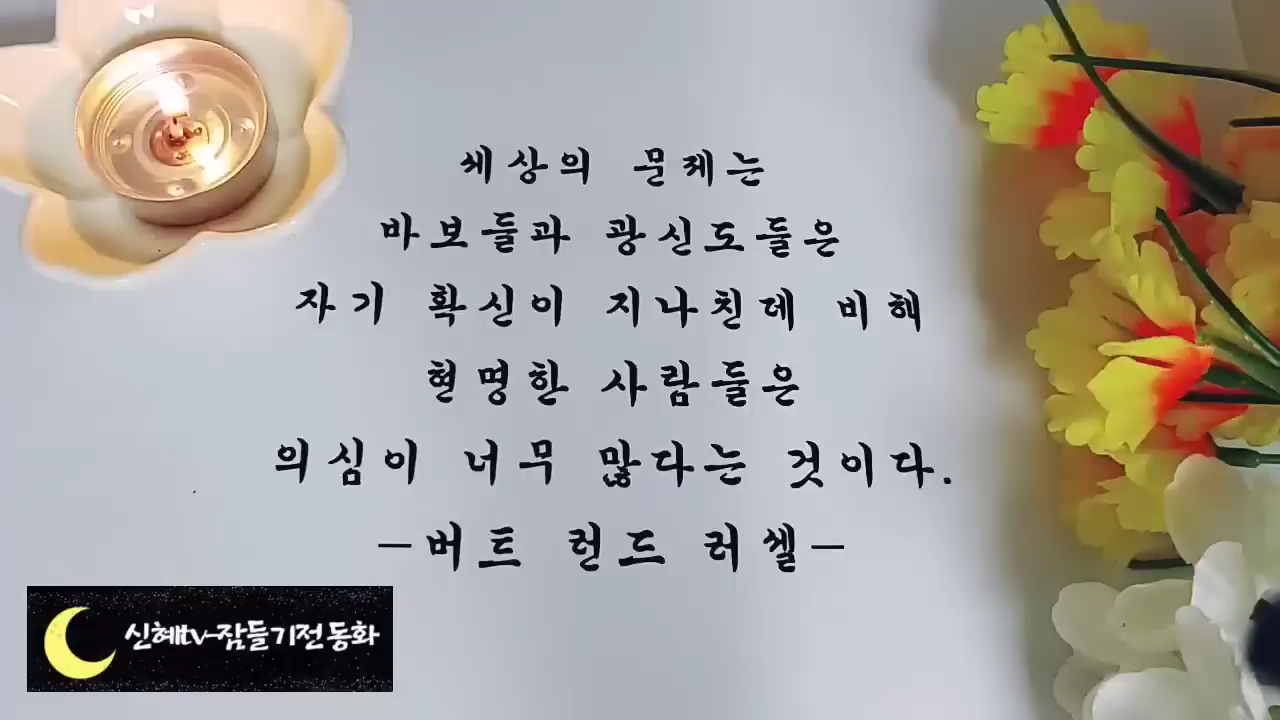 세상의 문제는
바보들과 광신도들은
자기 확신이 지나친데 비해
현명한 사람들은
의심이 너무 많다는 것이다.
-버트 런드 러셀-
신혜tv-잠들기전 동화